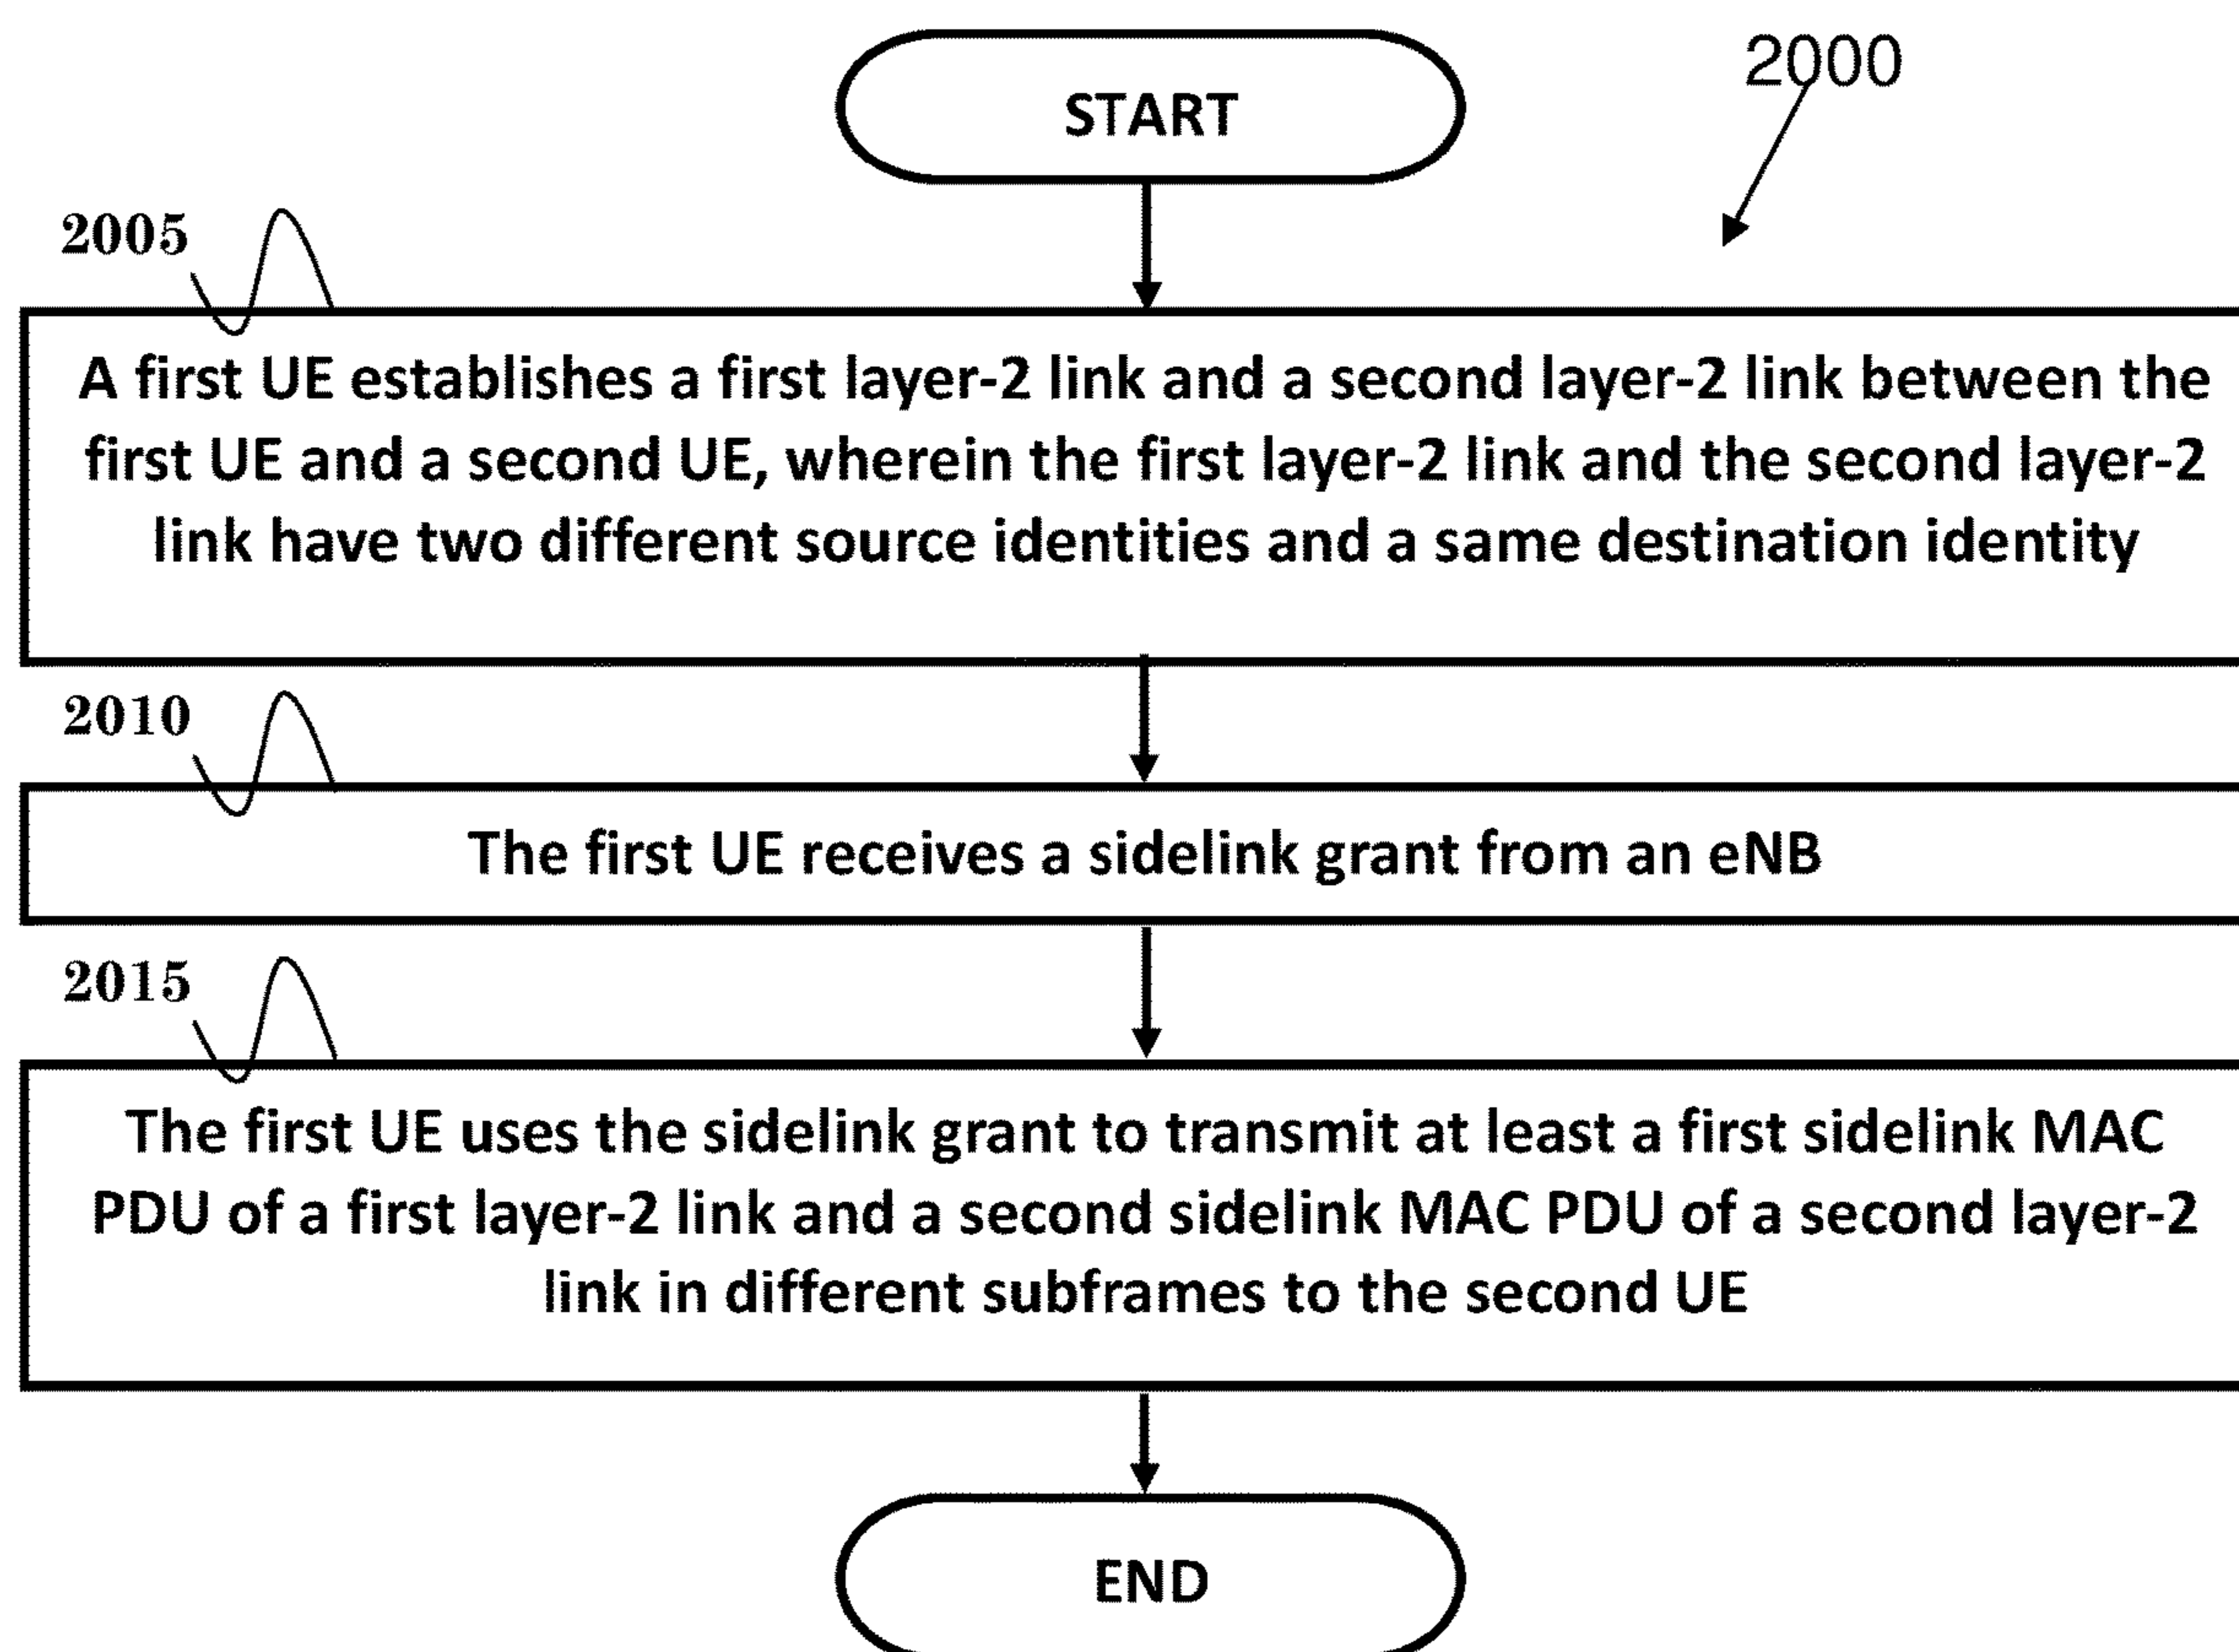 START
2000
2005
A first UE establishes a first layer-2 link and a second layer-2 link between the
first UE and a second UE, wherein the first layer-2 link and the second layer-2
link have two different source identities and a same destination identity
2010
The first UE receives a sidelink grant from an eNB
2015
The first UE uses the sidelink grant to transmit at least a first sidelink MAC
PDU of a first layer-2 link and a second sidelink MAC PDU of a second layer-2
link in different subframes to the second UE
END